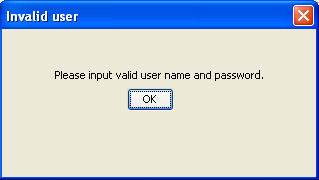 Invalid user
Please input valid user name and password.
OK